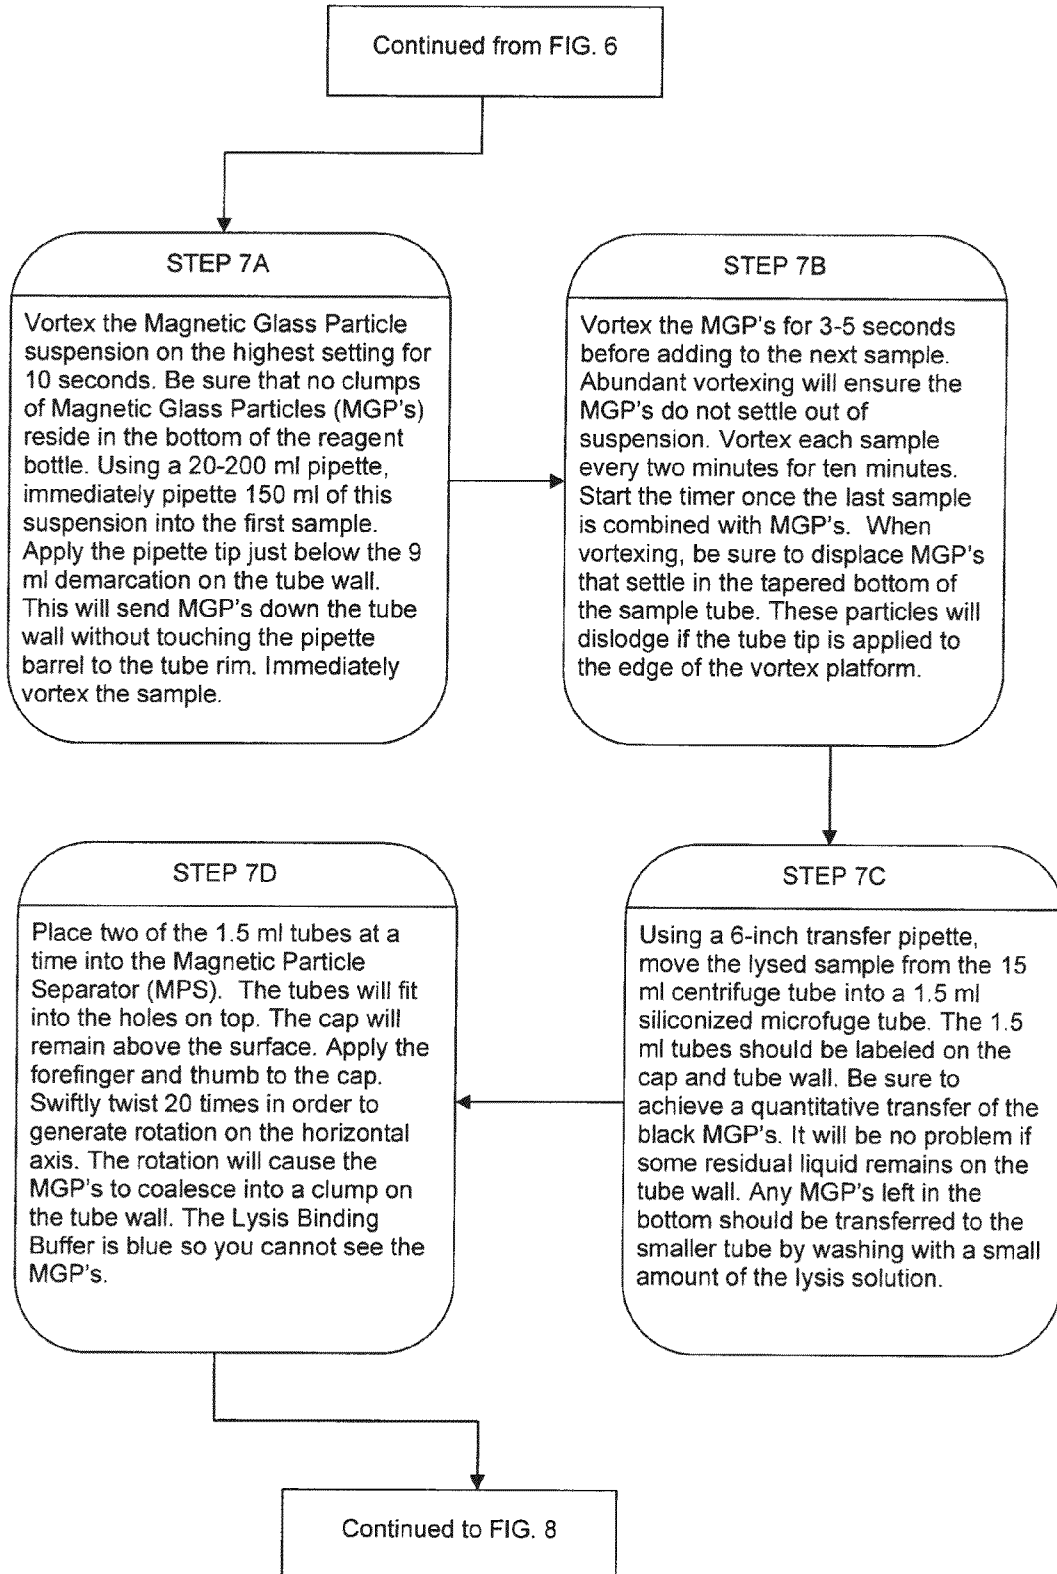 Continued from FIG. 6
STEP 7A
Vortex the Magnetic Glass Particle
suspension on the highest setting for
10 seconds. Be sure that no clumps
of Magnetic Glass Particles (MGP's)
reside in the bottom of the reagent
bottle. Using a 20-200 ml pipette,
immediately pipette 150 ml of this
suspension into the first sample.
Apply the pipette tip just below the 9
ml demarcation on the tube wall.
This will send MGP's down the tube
wall without touching the pipette
barrel to the tube rim. Immediately
vortex the sample.
STEP 7B
Vortex the MGP's for 3-5 seconds
before adding to the next sample.
Abundant vortexing will ensure the
MGP's do not settle out of
suspension. Vortex each sample
every two minutes for ten minutes.
Start the timer once the last sample
is combined with MGP's.  When
vortexing, be sure to displace MGP's
that settle in the tapered bottom of
the sample tube. These particles will
dislodge if the tube tip is applied to
the edge of the vortex platform.
STEP 7C
Using a 6-inch transfer pipette,
move the lysed sample from the 15
ml centrifuge tube into a 1.5 ml
siliconized microfuge tube. The 1.5
ml tubes should be labeled on the
cap and tube wall. Be sure to
achieve a quantitative transfer of the
black MGP's. It will be no problem if
some residual liquid remains on the
tube wall. Any MGP's left in the
bottom should be transferred to the
smaller tube by washing with a small
amount of the lysis solution.
STEP 7D
Place two of the 1.5 ml tubes at a
time into the Magnetic Particle
Separator (MPS).  The tubes will fit
into the holes on top. The cap will
remain above the surface. Apply the
forefinger and thumb to the cap.
Swiftly twist 20 times in order to
generate rotation on the horizontal
axis. The rotation will cause the
MGP's to coalesce into a clump on
the tube wall. The Lysis Binding
Buffer is blue so you cannot see the
MGP's.
Continued to FIG. 8